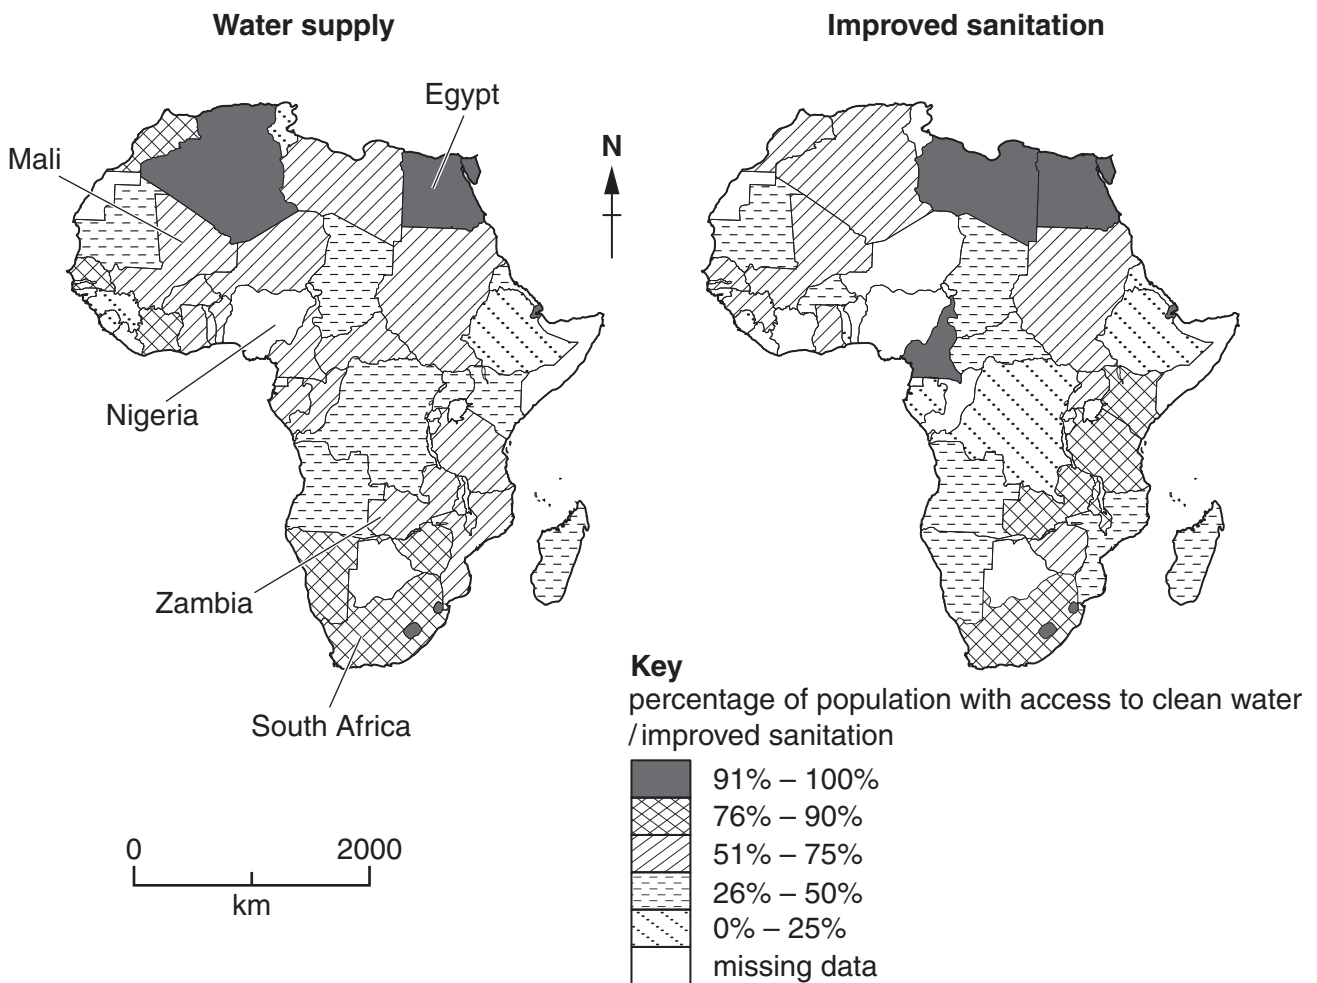 Water supply
Improved sanitation
Egypt
Mali
N
Nigeria
Zambia
South Africa
Key
percentage of population with access to clean water
/improved sanitation
91% – 100%
76% – 90%
51% – 75%
26% – 50%
0% – 25%
missing data
0 2000
km